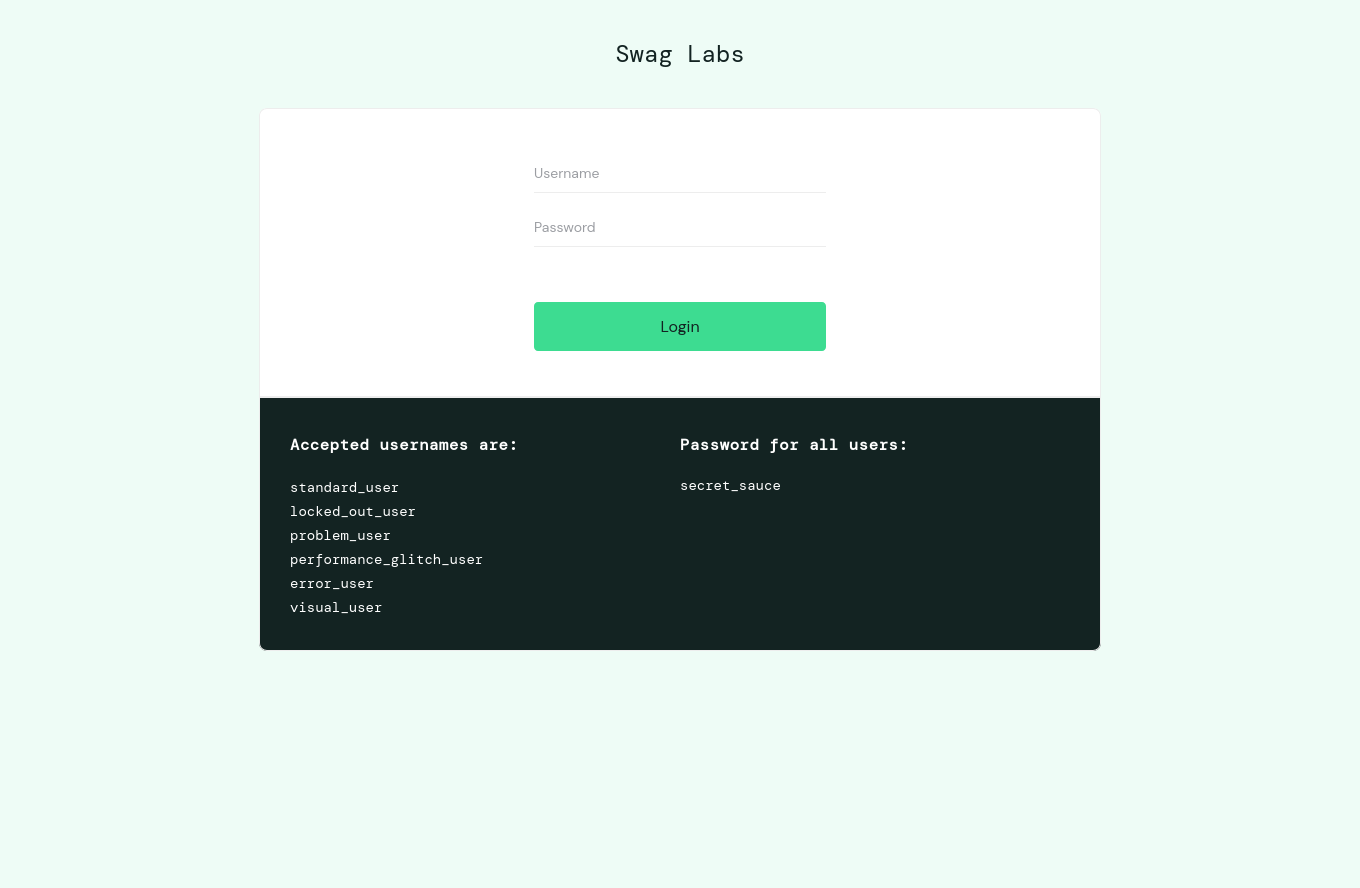 Swag Labs
Username
Password
Login
Accepted usernames are:
standard_user
locked_out_user
problem_user
performance_glitch_user
error_user
visual_user
Password for all users:
secret_sauce